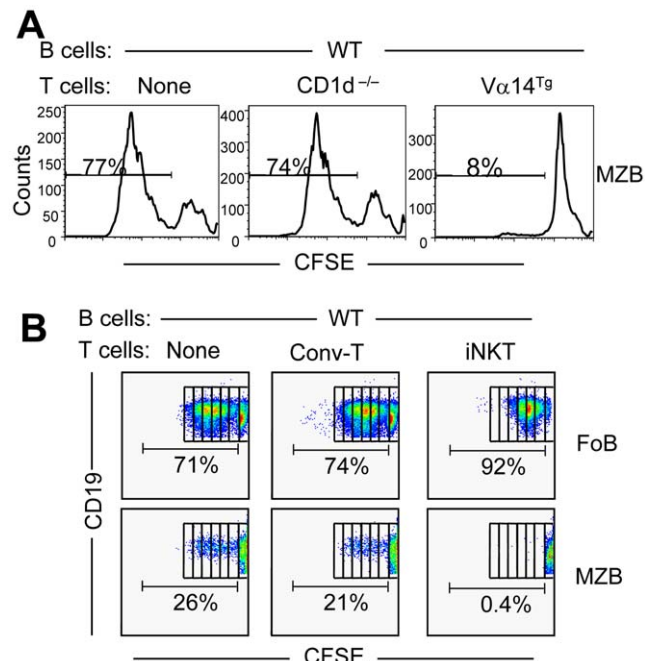 A
B cells: WT
T cells: None CD1d⁻/⁻ Vα14ᵀᵍ
250 200 150 100 50 0
400 300 200 100 0
300 200 100 0
Counts
77% 74% 8% MZB
CFSE
B
B cells: WT
T cells: None Conv-T iNKT
CD19
71% 74% 92% FoB
26% 21% 0.4% MZB
CFSE